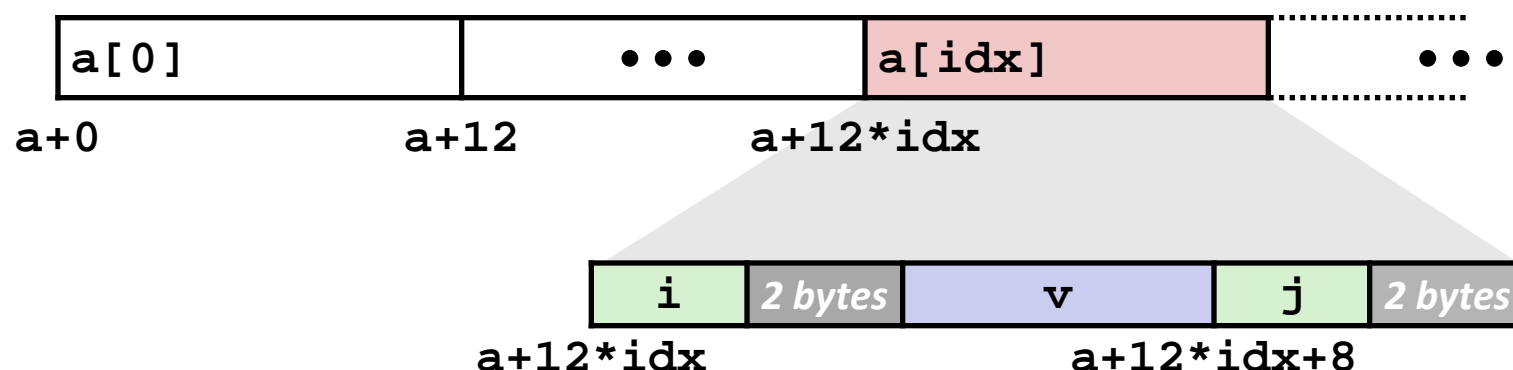 a[0] ••• a[idx] •••
a+0 a+12 a+12*idx
i 2 bytes v j 2 bytes
a+12*idx a+12*idx+8